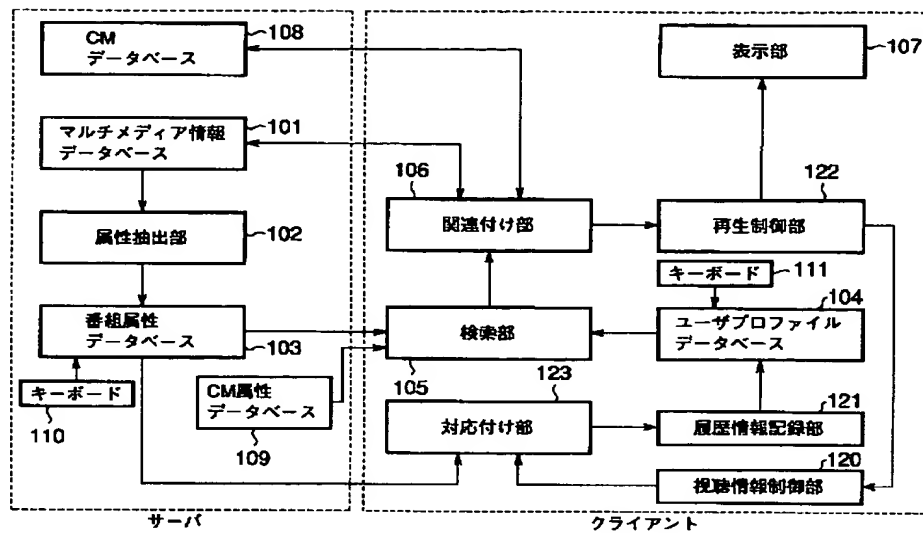 CM
データベース
108
マルチメディア情報
データベース
101
属性抽出部
102
番組属性
データベース
103
キーボード
110
CM属性
データベース
109
サーバ
表示部
107
106
関連付け部
122
再生制御部
キーボード
111
104
ユーザプロファイル
データベース
検索部
105
123
対応付け部
121
履歴情報記録部
120
視聴情報制御部
クライアント